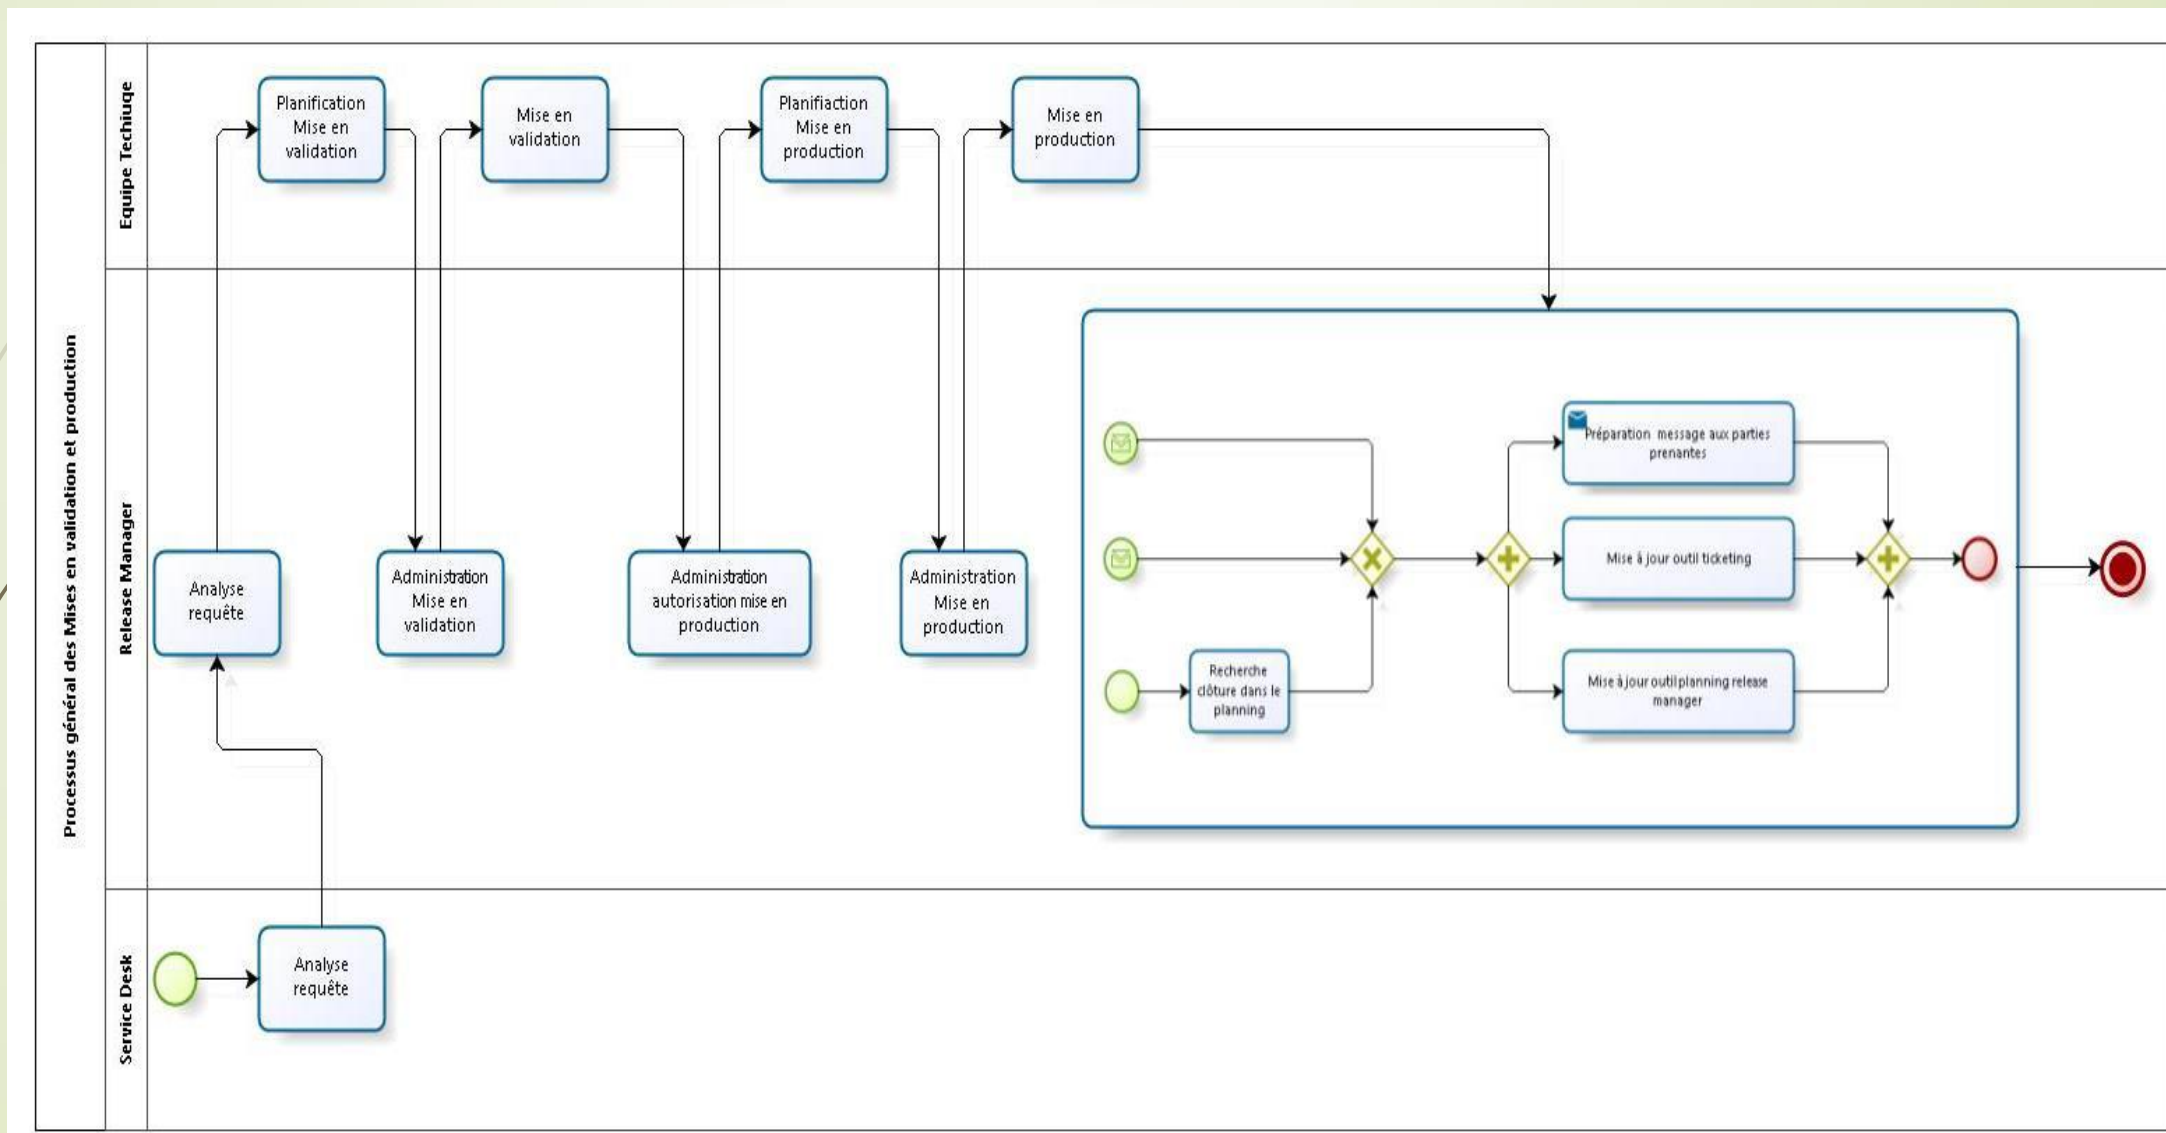 Processus général des Mises en validation et production
Equipe Techiuqe
Planification
Mise en
validation
Mise en
validation
Planifiaction
Mise en
production
Mise en
production
Release Manager
Analyse
requête
Administration
Mise en
validation
Administration
autorisation mise en
production
Administration
Mise en
production
Préparation message aux parties
prenantes
Mise à jour outil ticketing
Recherche
clôture dans le
planning
Mise à jour outil planning release
manager
Service Desk
Analyse
requête